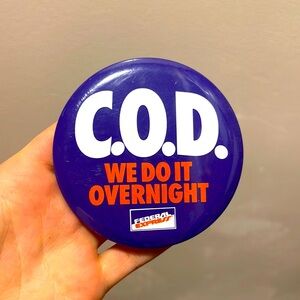 C.O.D.
WE DO IT
OVERNIGHT
FEDERAL
EXPRESS